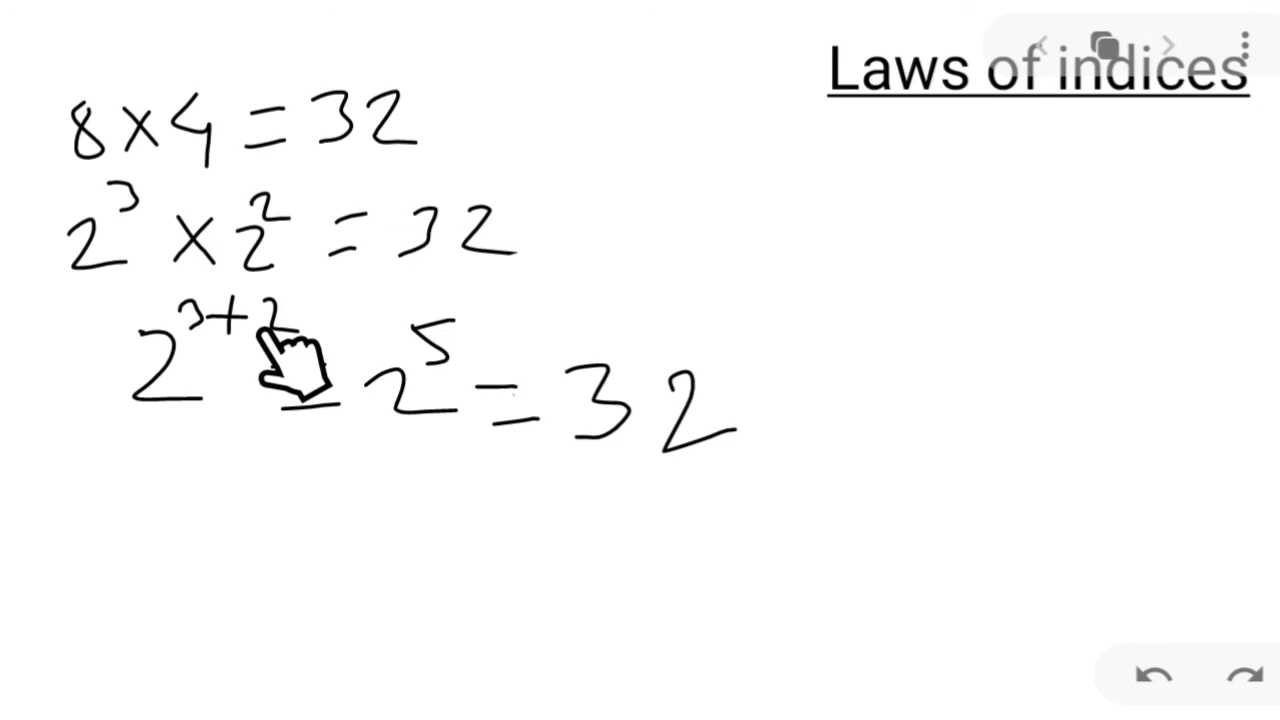 Laws of indices
8 × 4 = 32
2³ × 2² = 32
2³⁺² = 2⁵ = 32